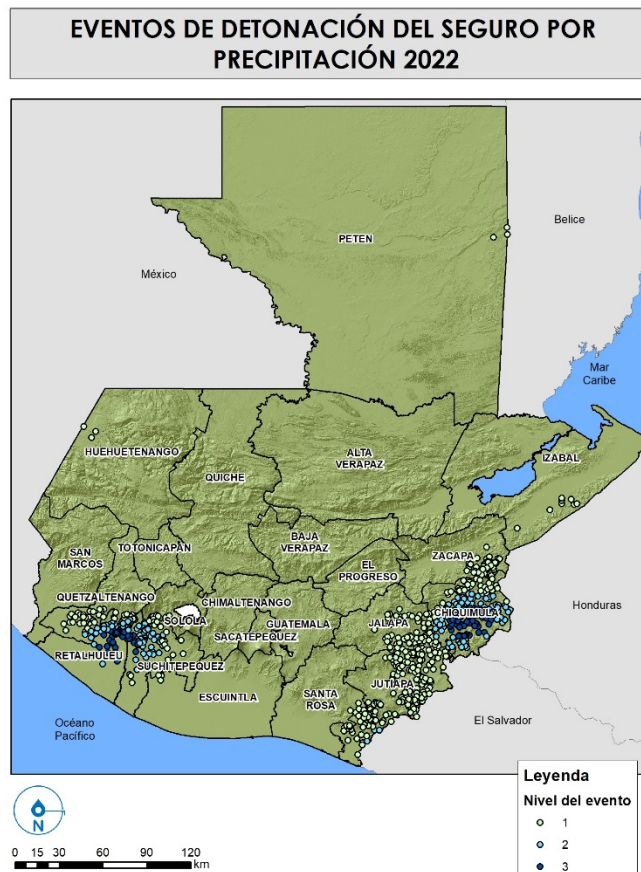 EVENTOS DE DETONACIÓN DEL SEGURO POR
PRECIPITACIÓN 2022
Belice
PETEN
México
Mar
Caribe
HUEHUETENANGO
ALTA
VERAPAZ
IZABAL
QUICHE
SAN
MARCOS
TOTONICAPAN
BAJA
VERAPAZ
EL
PROGRESO
ZACAPA
QUETZALTENANGO
CHIMALTENANGO
SOLOLA
GUATEMALA
SACATEPEQUEZ
JALAPA
CHIQUIMULA
Honduras
RETALHULEU
SUCHITEPEQUEZ
ESCUINTLA
SANTA
ROSA
JUTIAPA
Océano
Pacífico
El Salvador
Leyenda
Nivel del evento
1
2
3
N
0 15 30 60 90 120
km